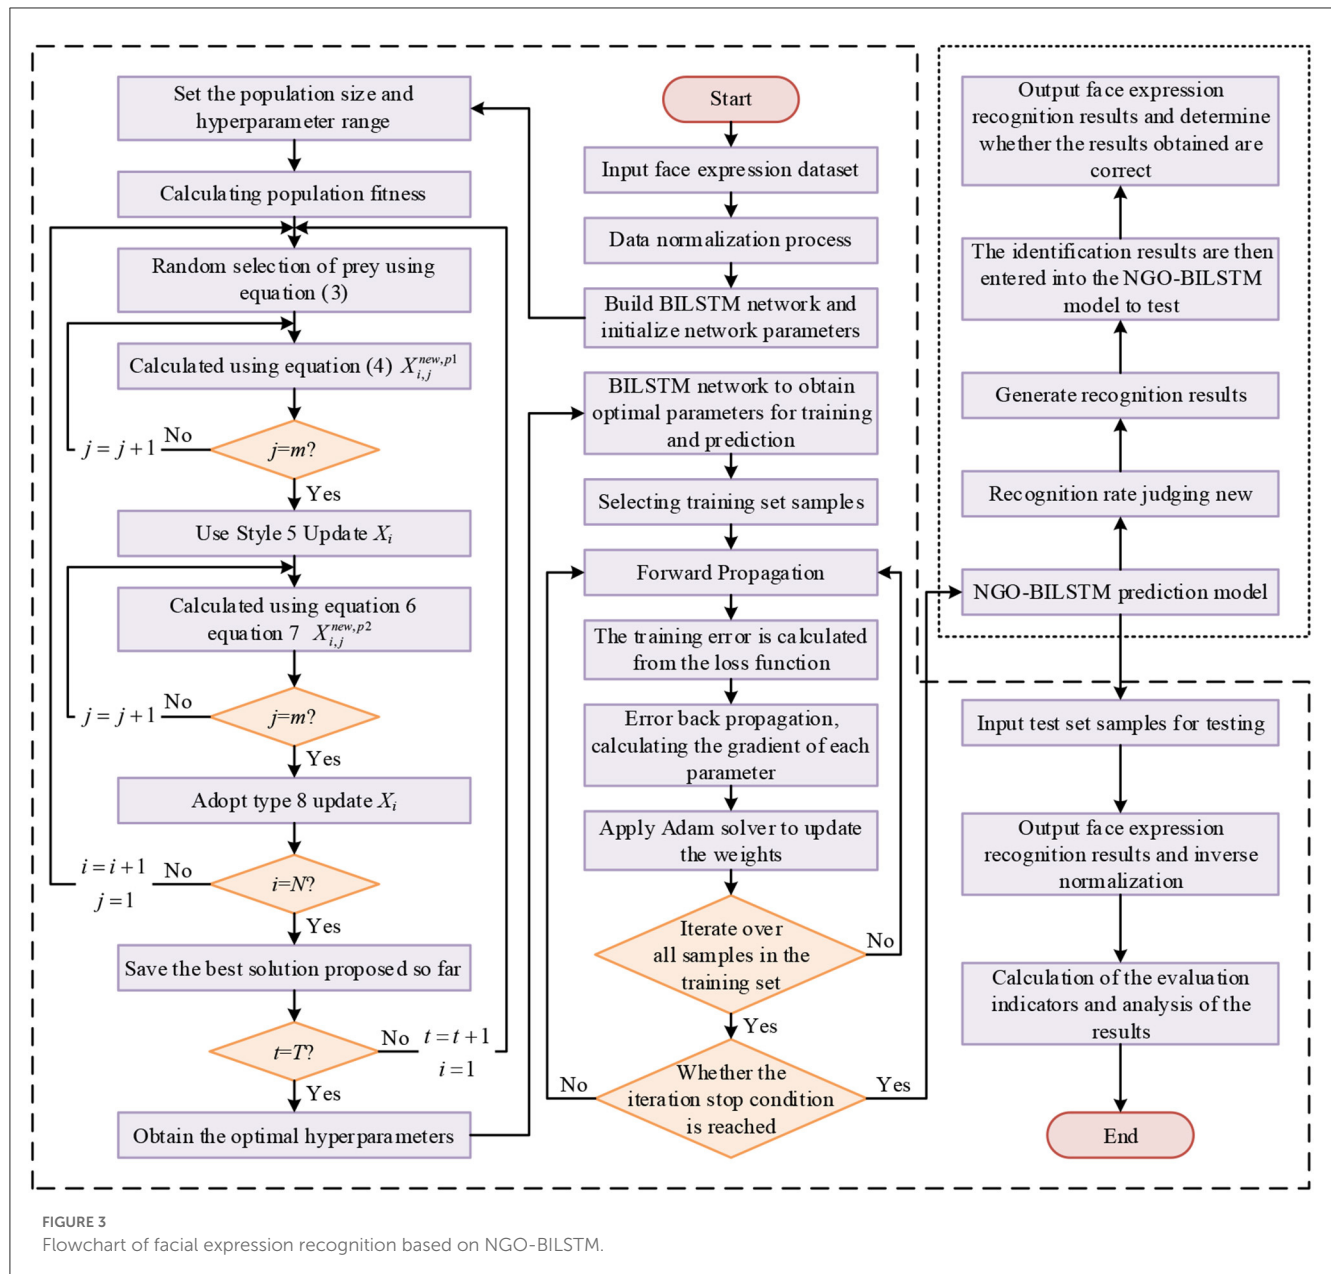 Set the population size and
hyperparameter range
Calculating population fitness
Random selection of prey using
equation (3)
Calculated using equation (4) X_{i,j}^{new,p1}
j = j + 1
No
j=m?
Yes
Use Style 5 Update X_i
Calculated using equation 6
equation 7 X_{i,j}^{new,p2}
j = j + 1
No
j=m?
Yes
Adopt type 8 update X_i
i = i + 1
j = 1
No
i=N?
Yes
Save the best solution proposed so far
t=T?
No
t = t + 1
i = 1
Yes
Obtain the optimal hyperparameters
Start
Input face expression dataset
Data normalization process
Build BILSTM network and
initialize network parameters
BILSTM network to obtain
optimal parameters for training
and prediction
Selecting training set samples
Forward Propagation
The training error is calculated
from the loss function
Error back propagation,
calculating the gradient of each
parameter
Apply Adam solver to update
the weights
Iterate over
all samples in the
training set
No
Yes
Whether the
iteration stop condition
is reached
No
Yes
Output face expression
recognition results and determine
whether the results obtained are
correct
The identification results are then
entered into the NGO-BILSTM
model to test
Generate recognition results
Recognition rate judging new
NGO-BILSTM prediction model
Input test set samples for testing
Output face expression
recognition results and inverse
normalization
Calculation of the evaluation
indicators and analysis of the
results
End
FIGURE 3
Flowchart of facial expression recognition based on NGO-BILSTM.